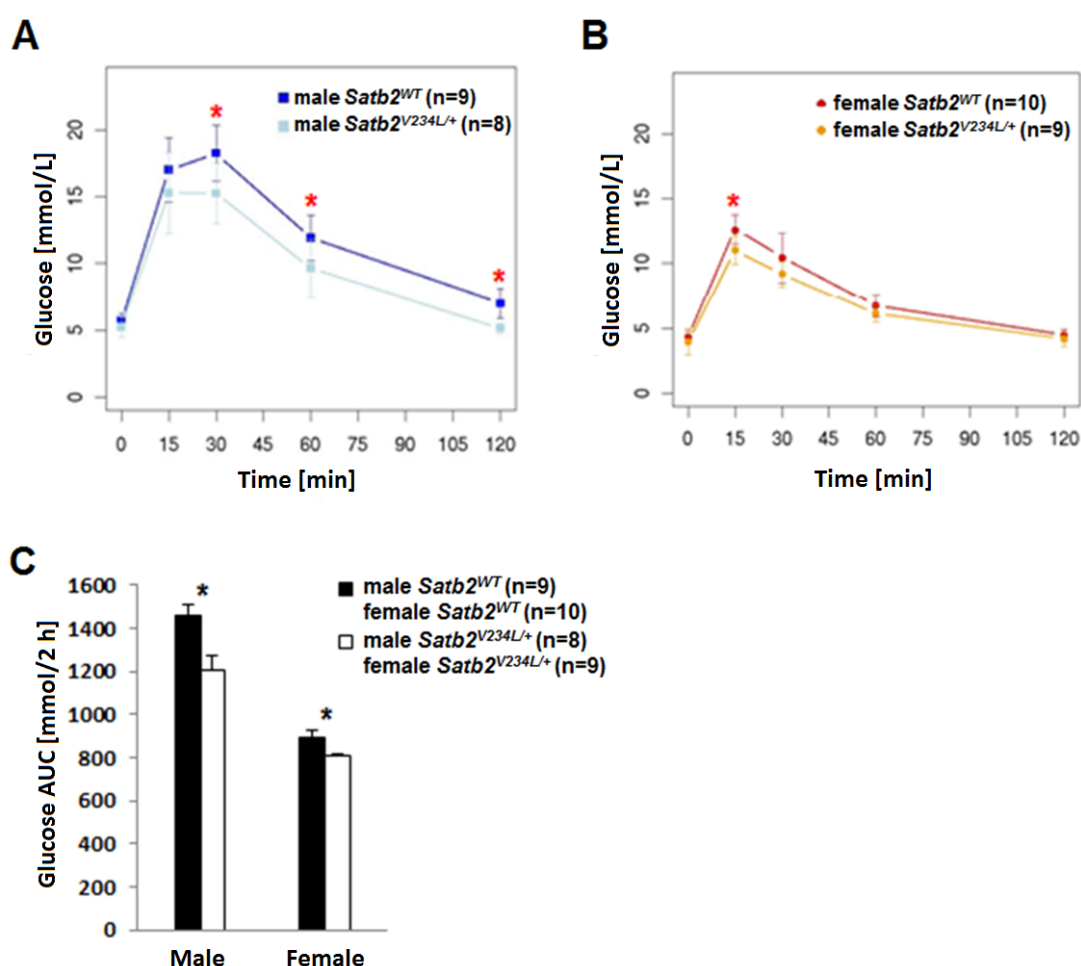 A
male Satb2WT (n=9)
male Satb2V234L/+ (n=8)
*
*
*
Glucose [mmol/L]
20
15
10
5
0
0 15 30 45 60 75 90 105 120
Time [min]
B
female Satb2WT (n=10)
female Satb2V234L/+ (n=9)
*
Glucose [mmol/L]
20
15
10
5
0
0 15 30 45 60 75 90 105 120
Time [min]
C
male Satb2WT (n=9)
female Satb2WT (n=10)
male Satb2V234L/+ (n=8)
female Satb2V234L/+ (n=9)
*
*
Glucose AUC [mmol/2 h]
1600
1400
1200
1000
800
600
400
200
0
Male Female